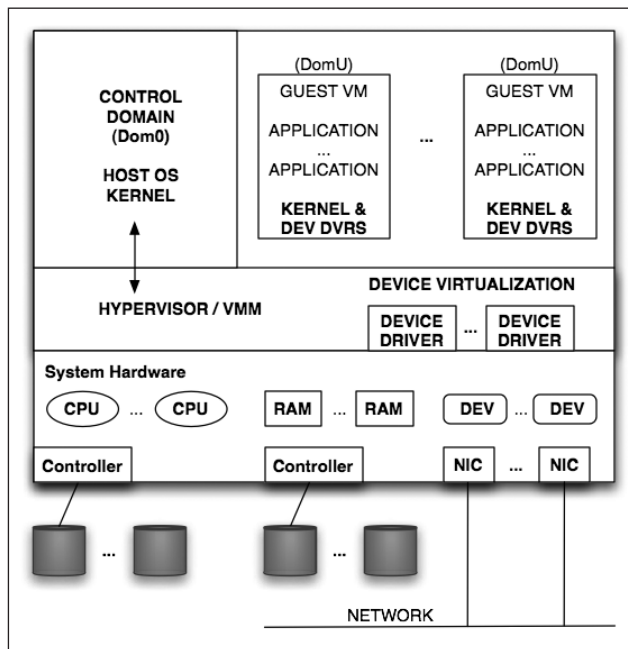 CONTROL
DOMAIN
(Dom0)
HOST OS
KERNEL
(DomU)
GUEST VM
APPLICATION
...
APPLICATION
KERNEL &
DEV DVRS
...
(DomU)
GUEST VM
APPLICATION
...
APPLICATION
KERNEL &
DEV DVRS
HYPERVISOR / VMM
DEVICE VIRTUALIZATION
DEVICE
DRIVER
...
DEVICE
DRIVER
System Hardware
CPU ... CPU
RAM ... RAM
DEV ... DEV
Controller
Controller
NIC ... NIC
...
...
NETWORK